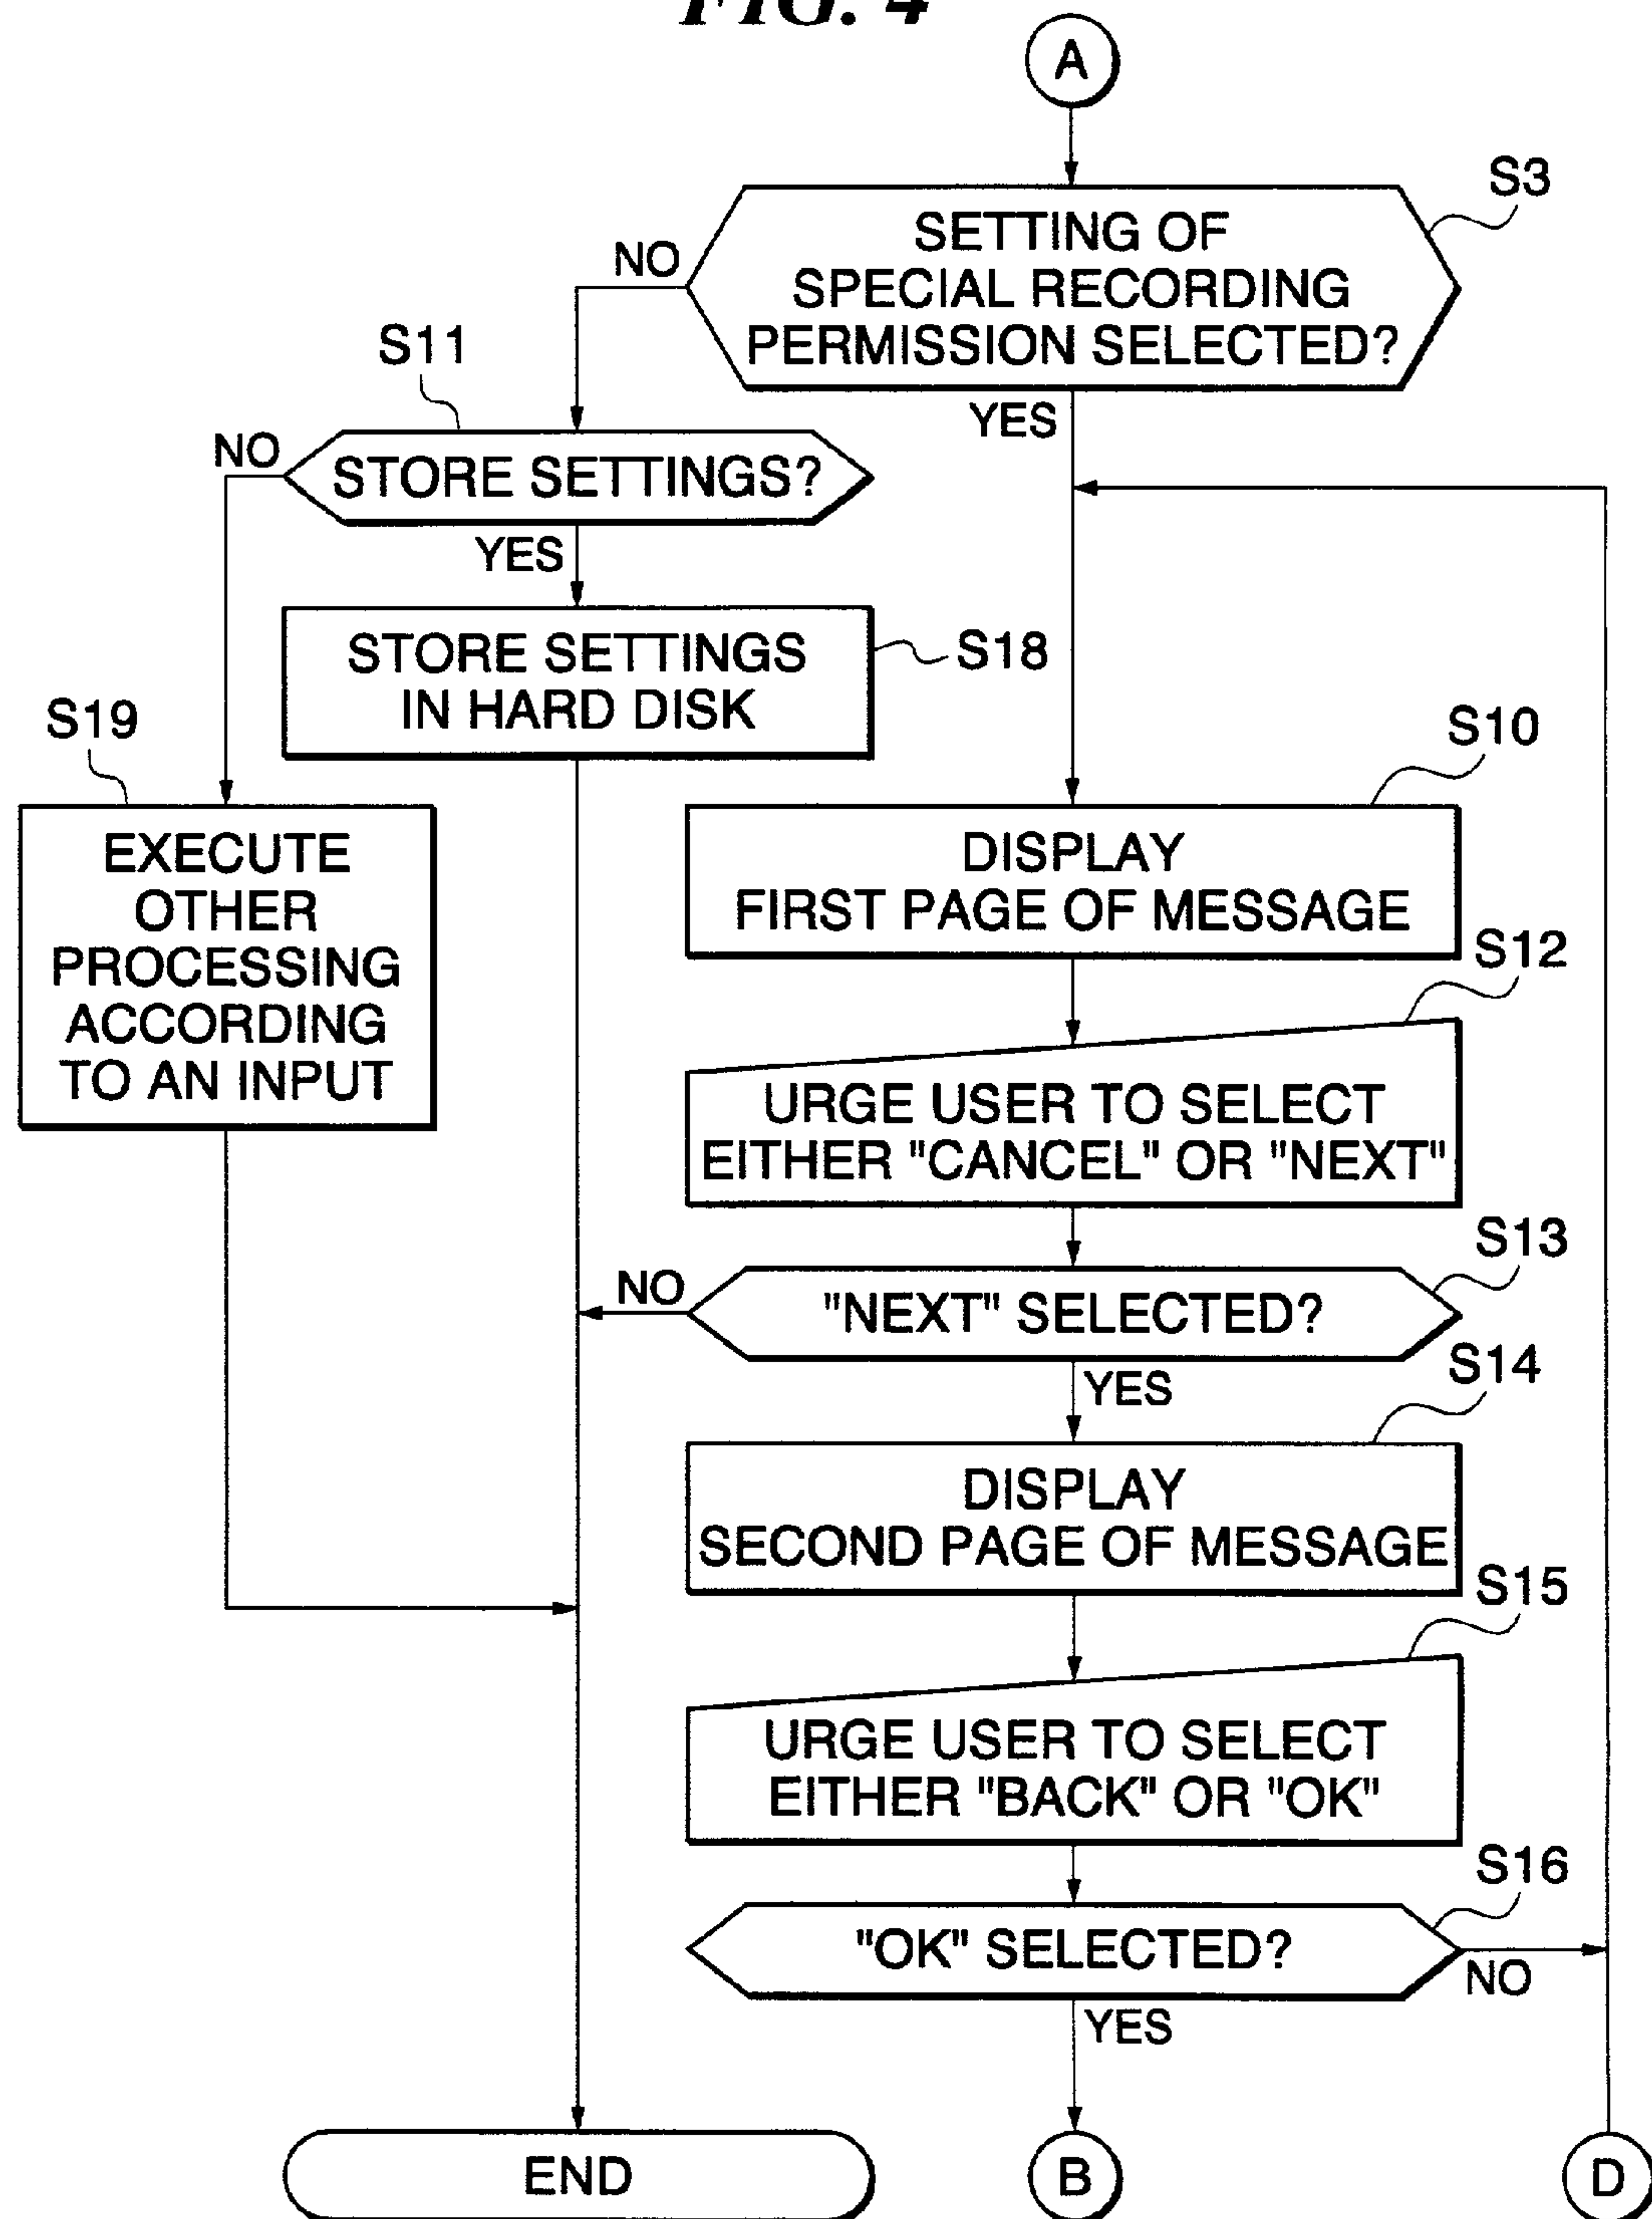 FIG. 4
A
S3
SETTING OF
SPECIAL RECORDING
PERMISSION SELECTED?
NO
YES
S11
NO
STORE SETTINGS?
YES
STORE SETTINGS
IN HARD DISK
S18
S19
EXECUTE
OTHER
PROCESSING
ACCORDING
TO AN INPUT
S10
DISPLAY
FIRST PAGE OF MESSAGE
S12
URGE USER TO SELECT
EITHER "CANCEL" OR "NEXT"
S13
NO
"NEXT" SELECTED?
YES
S14
DISPLAY
SECOND PAGE OF MESSAGE
S15
URGE USER TO SELECT
EITHER "BACK" OR "OK"
S16
"OK" SELECTED?
NO
YES
END
B
D